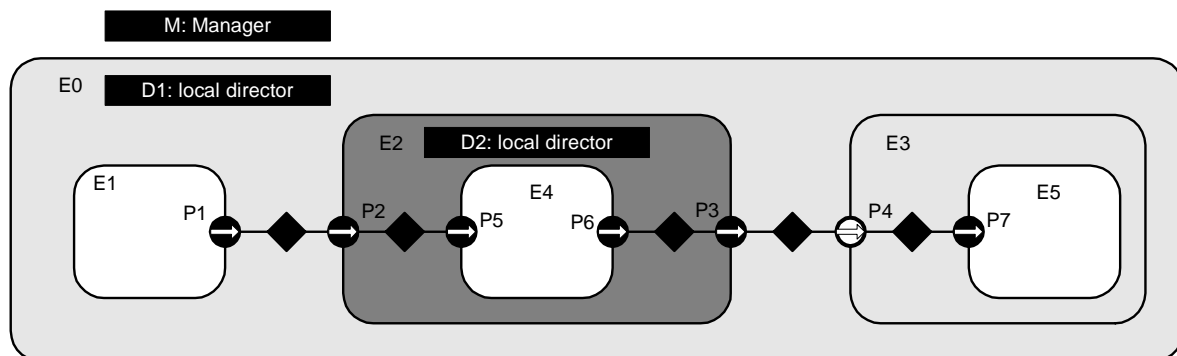 M: Manager
E0
D1: local director
E2
D2: local director
E3
E1
E4
E5
P1
P2
P5
P6
P3
P4
P7